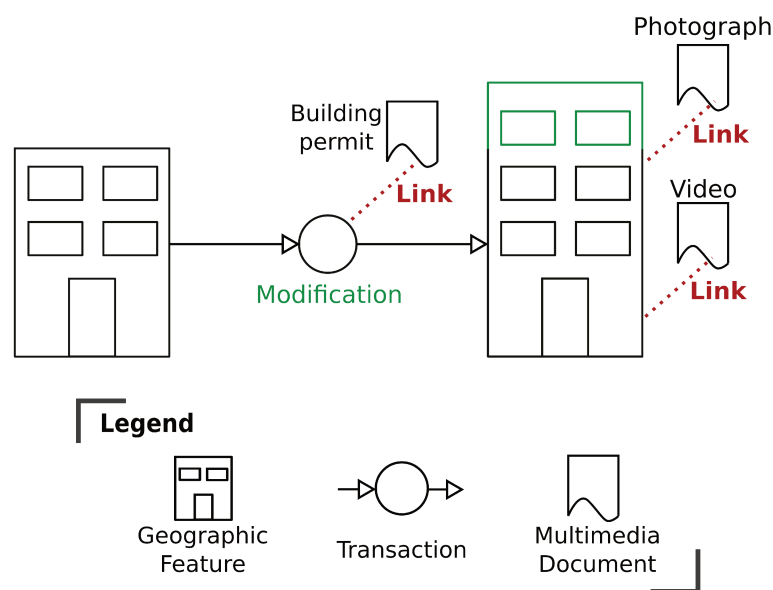 Photograph
Building
permit
Link
Link
Video
Modification
Link
Legend
Geographic
Feature
Transaction
Multimedia
Document